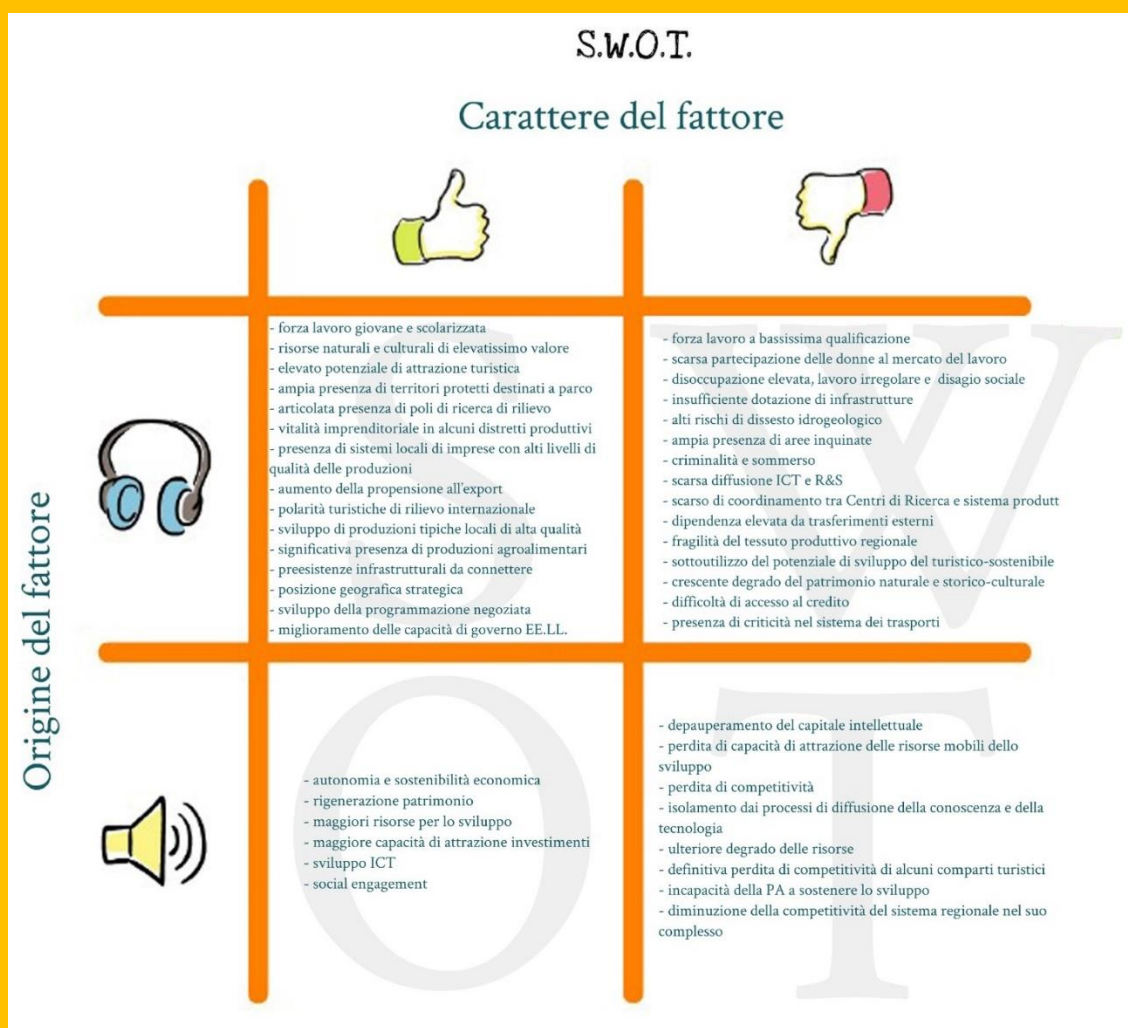 S.W.O.T.
Carattere del fattore
Origine del fattore
S
- forza lavoro giovane e scolarizzata
- risorse naturali e culturali di elevatissimo valore
- elevato potenziale di attrazione turistica
- ampia presenza di territori protetti destinati a parco
- articolata presenza di poli di ricerca di rilievo
- vitalità imprenditoriale in alcuni distretti produttivi
- presenza di sistemi locali di imprese con alti livelli di
qualità delle produzioni
- aumento della propensione all'export
- polarità turistiche di rilievo internazionale
- sviluppo di produzioni tipiche locali di alta qualità
- significativa presenza di produzioni agroalimentari
- preesistenze infrastrutturali da connettere
- posizione geografica strategica
- sviluppo della programmazione negoziata
- miglioramento delle capacità di governo EE.LL.
W
- forza lavoro a bassissima qualificazione
- scarsa partecipazione delle donne al mercato del lavoro
- disoccupazione elevata, lavoro irregolare e disagio sociale
- insufficiente dotazione di infrastrutture
- alti rischi di dissesto idrogeologico
- ampia presenza di aree inquinate
- criminalità e sommerso
- scarsa diffusione ICT e R&S
- scarso di coordinamento tra Centri di Ricerca e sistema produtt
- dipendenza elevata da trasferimenti esterni
- fragilità del tessuto produttivo regionale
- sottoutilizzo del potenziale di sviluppo del turistico-sostenibile
- crescente degrado del patrimonio naturale e storico-culturale
- difficoltà di accesso al credito
- presenza di criticità nel sistema dei trasporti
O
- autonomia e sostenibilità economica
- rigenerazione patrimonio
- maggiori risorse per lo sviluppo
- maggiore capacità di attrazione investimenti
- sviluppo ICT
- social engagement
T
- depauperamento del capitale intellettuale
- perdita di capacità di attrazione delle risorse mobili dello
sviluppo
- perdita di competitività
- isolamento dai processi di diffusione della conoscenza e della
tecnologia
- ulteriore degrado delle risorse
- definitiva perdita di competitività di alcuni comparti turistici
- incapacità della PA a sostenere lo sviluppo
- diminuzione della competitività del sistema regionale nel suo
complesso